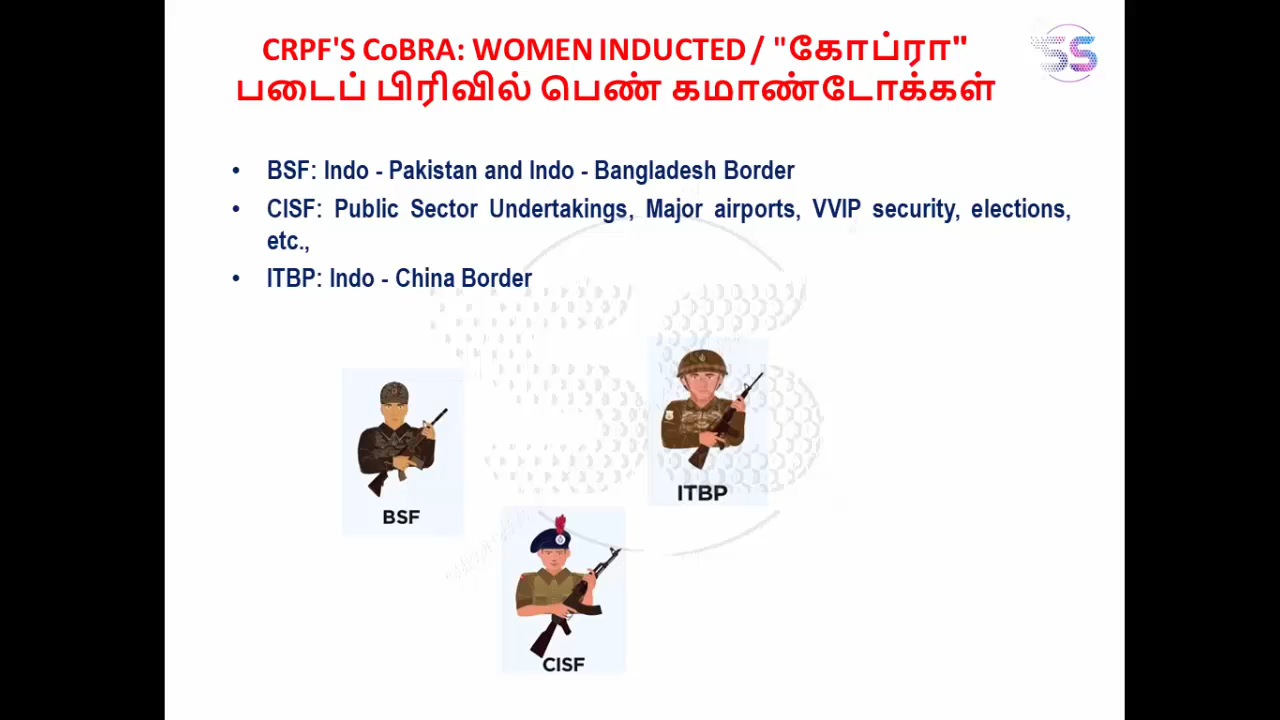 CRPF'S CoBRA: WOMEN INDUCTED / "கோப்ரா"
படைப் பிரிவில் பெண் கமாண்டோக்கள்
SS
• BSF: Indo - Pakistan and Indo - Bangladesh Border
• CISF: Public Sector Undertakings, Major airports, VVIP security, elections,
etc.,
• ITBP: Indo - China Border
ITBP
BSF
CISF